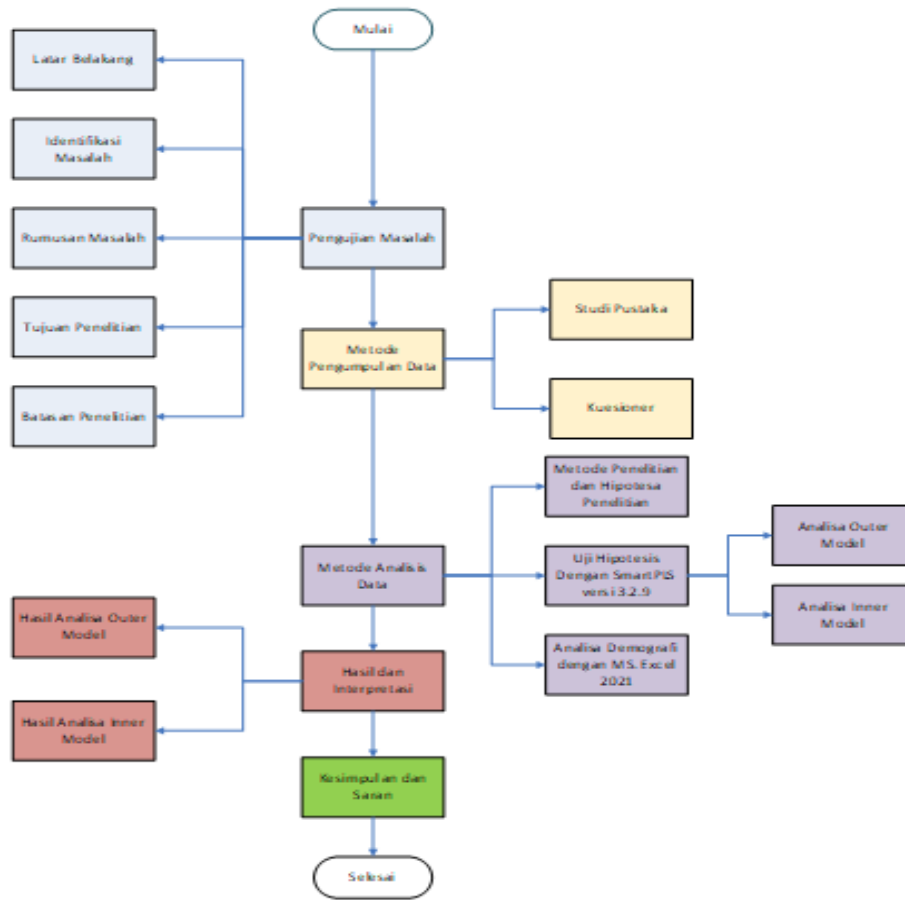 Mulai
Latar Belakang
Identifikasi
Masalah
Rumusan Masalah
Pengujian Masalah
Tujuan Penelitian
Batasan Penelitian
Metode
Pengumpulan Data
Studi Pustaka
Kuesioner
Metode Analisis
Data
Metode Penelitian
dan Hipotesa
Penelitian
Uji Hipotesis
Dengan SmartPLS
versi 3.2.9
Analisa Demografi
dengan MS. Excel
2021
Analisa Outer
Model
Analisa Inner
Model
Hasil Analisa Outer
Model
Hasil Analisa Inner
Model
Hasil dan
Interpretasi
Kesimpulan dan
Saran
Selesai